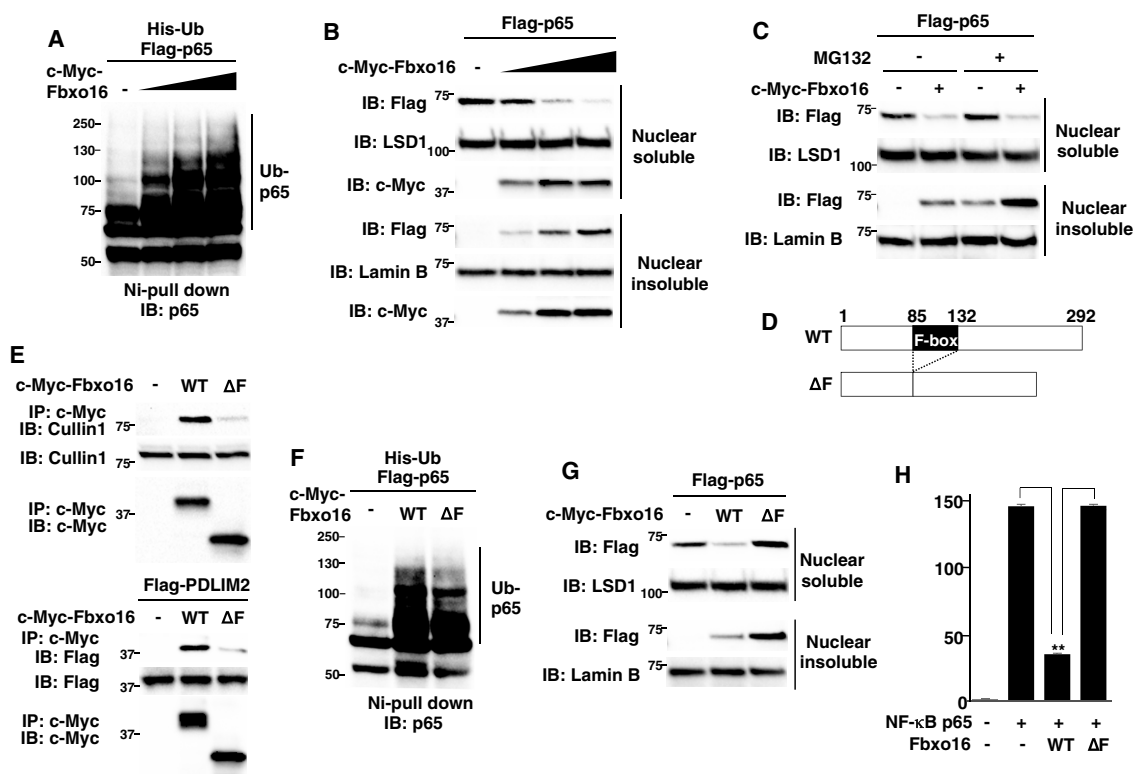 A
His-Ub
Flag-p65
c-Myc-
Fbxo16
-
250-
130-
100-
75-
50-
Ub-
p65
Ni-pull down
IB: p65
B
Flag-p65
c-Myc-Fbxo16 -
IB: Flag 75-
IB: LSD1 100-
IB: c-Myc 37-
Nuclear
soluble
IB: Flag 75-
IB: Lamin B
IB: c-Myc 37-
Nuclear
insoluble
C
Flag-p65
MG132 - +
c-Myc-Fbxo16 - + - +
IB: Flag 75-
IB: LSD1 100-
Nuclear
soluble
IB: Flag 75-
IB: Lamin B 75-
Nuclear
insoluble
D
1 85 132 292
WT F-box
ΔF
E
c-Myc-Fbxo16 - WT ΔF
IP: c-Myc
IB: Cullin1 75-
IB: Cullin1 75-
IP: c-Myc
IB: c-Myc 37-
Flag-PDLIM2
c-Myc-Fbxo16 - WT ΔF
IP: c-Myc
IB: Flag 37-
IB: Flag 37-
IP: c-Myc
IB: c-Myc 37-
F
His-Ub
Flag-p65
c-Myc-
Fbxo16 - WT ΔF
250-
130-
100-
75-
50-
Ub-
p65
Ni-pull down
IB: p65
G
Flag-p65
c-Myc-Fbxo16 - WT ΔF
IB: Flag 75-
IB: LSD1 100-
Nuclear
soluble
IB: Flag 75-
IB: Lamin B 75-
Nuclear
insoluble
H
150
100
50
0
**
NF-κB p65 - + + +
Fbxo16 - - WT ΔF